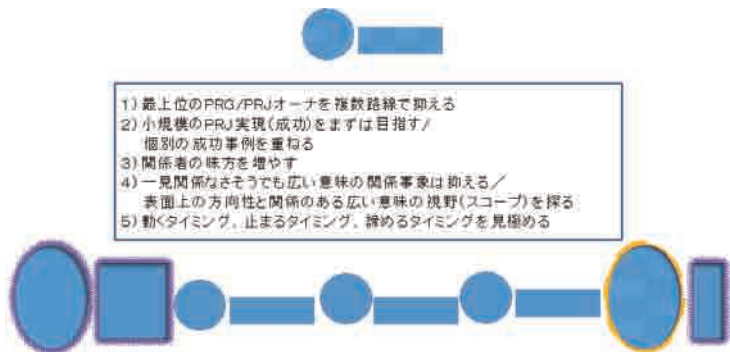 1) 最上位のPRG/PRJオーナを複数路線で抑える
2) 小規模のPRJ実現(成功)をまずは目指す/
個別の成功事例を重ねる
3) 関係者の味方を増やす
4) 一見関係なさそうでも広い意味の関係事象は抑える／
表面上の方向性と関係のある広い意味の視野(スコープ)を探る
5) 動くタイミング、止まるタイミング、諦めるタイミングを見極める